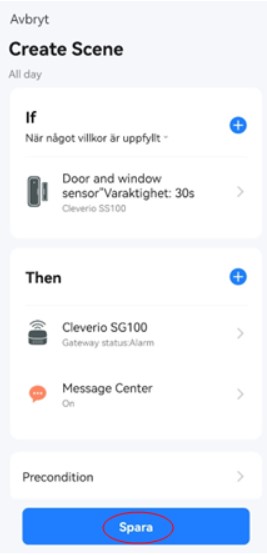 Avbryt
Create Scene
All day
If
När något villkor är uppfyllt
Door and window
sensor"Varaktighet: 30s
Cleverio SS100
Then
Cleverio SG100
Gateway status:Alarm
Message Center
On
Precondition
Spara